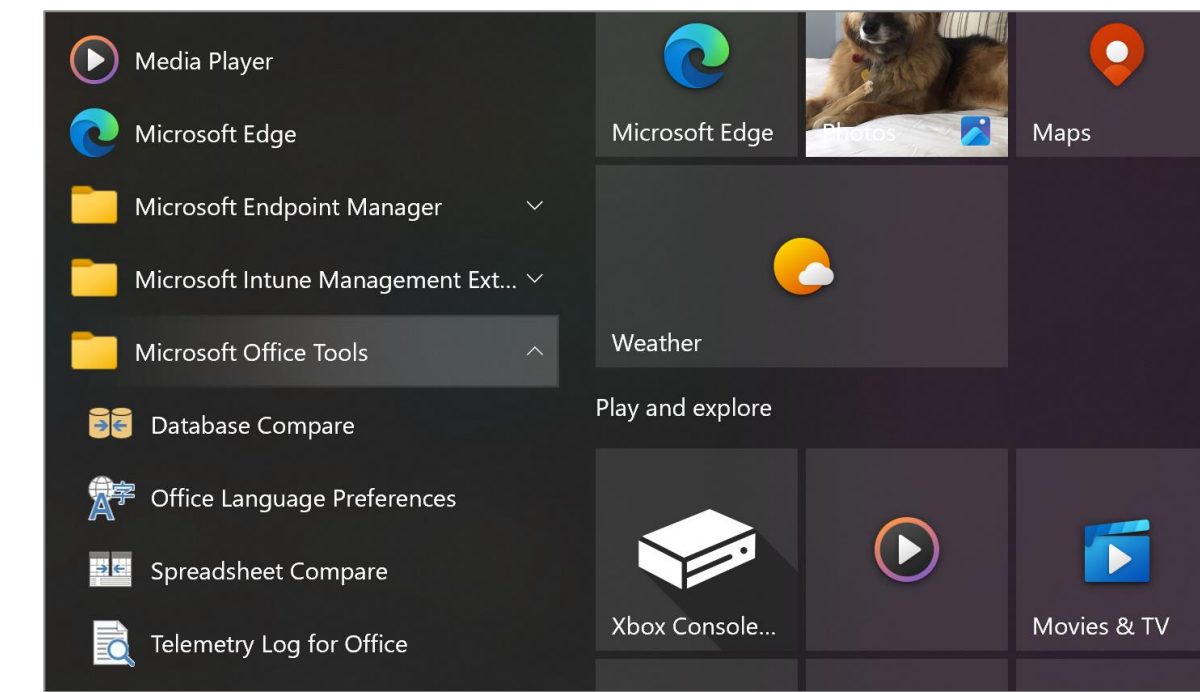 Media Player
Microsoft Edge
Microsoft Endpoint Manager
Microsoft Intune Management Ext...
Microsoft Office Tools
Database Compare
Office Language Preferences
Spreadsheet Compare
Telemetry Log for Office
Microsoft Edge
Photos
Maps
Weather
Play and explore
Xbox Console...
Movies & TV